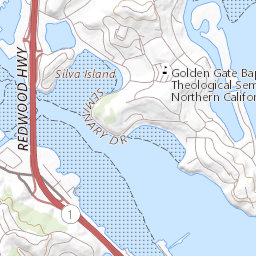 REDWOOD HWY
Silva Island
Golden Gate Bap
Theological Sem
Northern Califor
SEMINARY DR
1